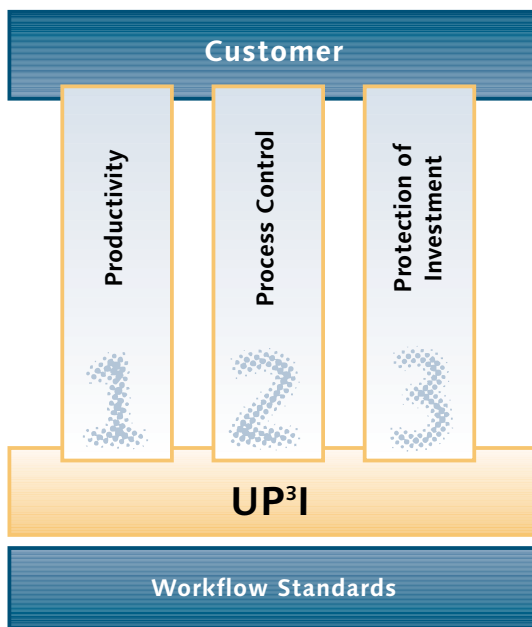 Customer
Productivity
Process Control
Protection of
Investment
1
2
3
UP³I
Workflow Standards